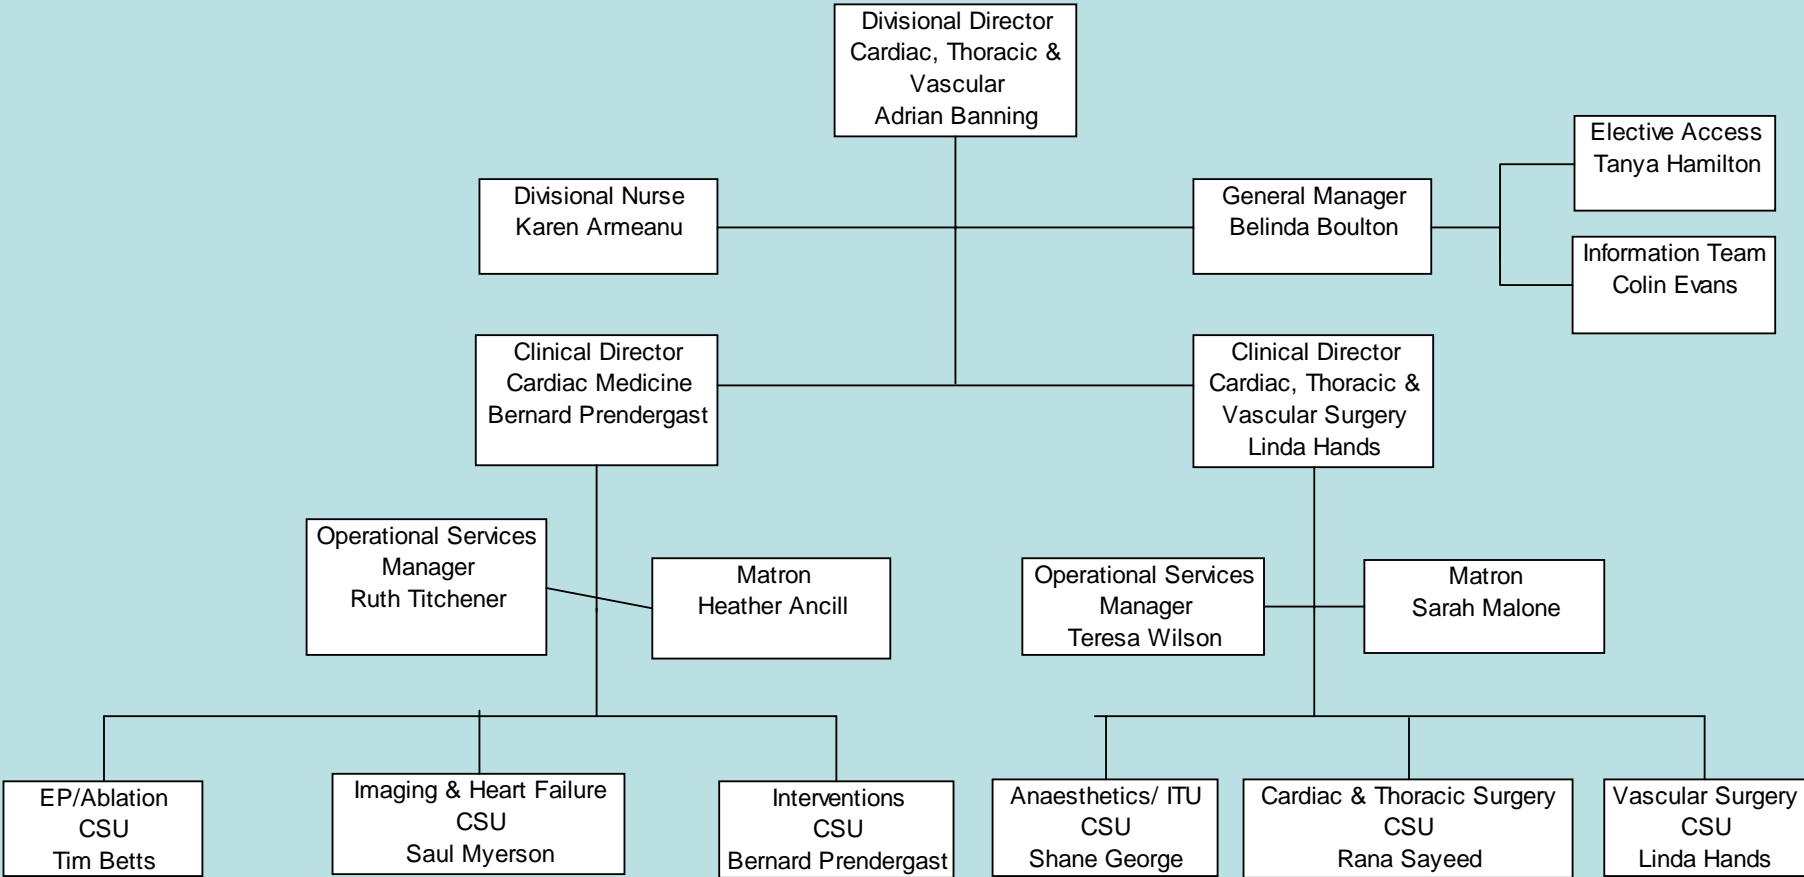 Divisional Director
Cardiac, Thoracic &
Vascular
Adrian Banning
Elective Access
Tanya Hamilton
Divisional Nurse
Karen Armeanu
General Manager
Belinda Boulton
Information Team
Colin Evans
Clinical Director
Cardiac Medicine
Bernard Prendergast
Clinical Director
Cardiac, Thoracic &
Vascular Surgery
Linda Hands
Operational Services
Manager
Ruth Titchener
Matron
Heather Ancill
Operational Services
Manager
Teresa Wilson
Matron
Sarah Malone
EP/Ablation
CSU
Tim Betts
Imaging & Heart Failure
CSU
Saul Myerson
Interventions
CSU
Bernard Prendergast
Anaesthetics/ ITU
CSU
Shane George
Cardiac & Thoracic Surgery
CSU
Rana Sayeed
Vascular Surgery
CSU
Linda Hands